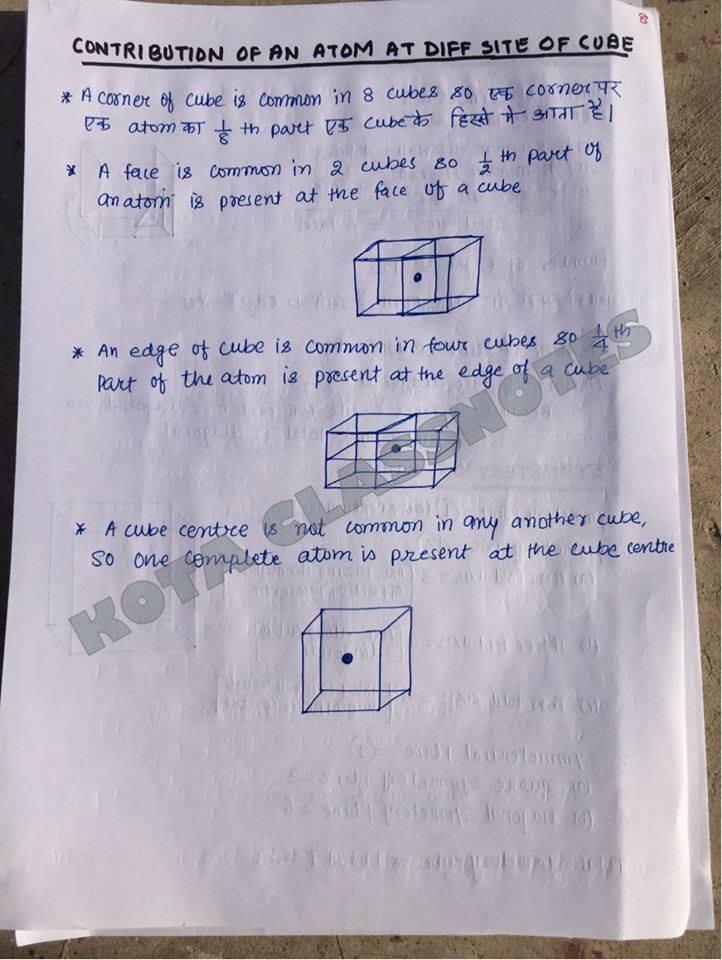 8
CONTRIBUTION OF AN ATOM AT DIFF SITE OF CUBE
* A corner of cube is common in 8 cubes so एक corner पर
एक atom का 1/8 th part एक cube के हिस्से मे आता है।
* A face is common in 2 cubes so 1/2 th part of
an atom is present at the face of a cube
* An edge of cube is common in four cubes so 1/4 th
part of the atom is present at the edge of a cube
* A cube centre is not common in any another cube,
so one complete atom is present at the cube centre
KOTA CLASSNOTES